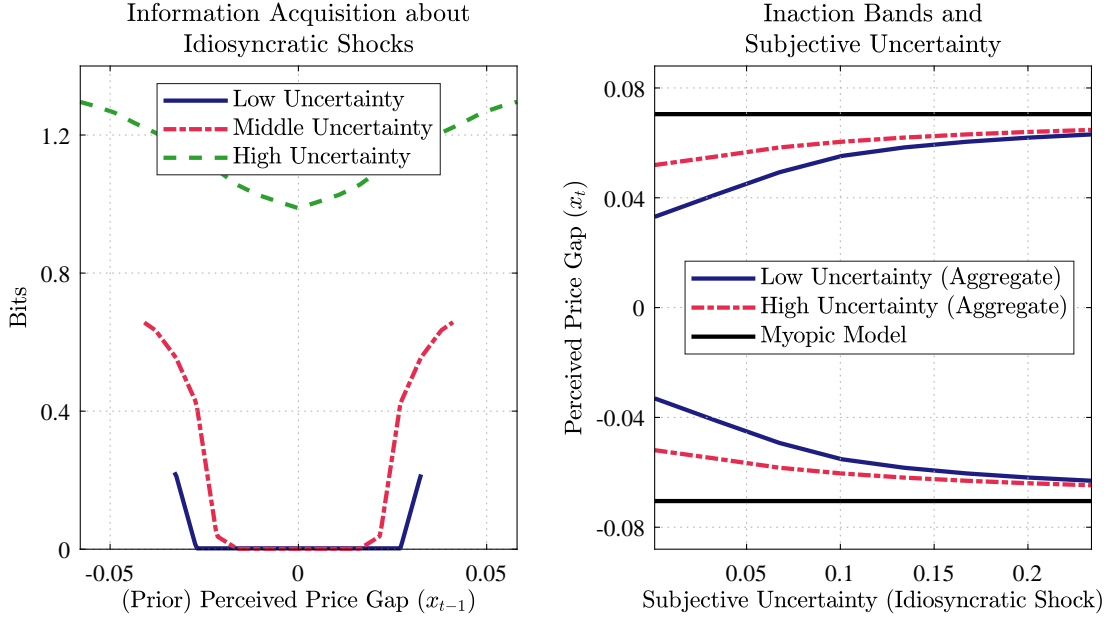 Information Acquisition about
Idiosyncratic Shocks
Low Uncertainty
Middle Uncertainty
High Uncertainty
1.2
0.8
0.4
0
Bits
-0.05
0
0.05
(Prior) Perceived Price Gap (x_{t−1})
Inaction Bands and
Subjective Uncertainty
0.08
0.04
0
-0.04
-0.08
Perceived Price Gap (x_t)
Low Uncertainty (Aggregate)
High Uncertainty (Aggregate)
Myopic Model
0.05
0.1
0.15
0.2
Subjective Uncertainty (Idiosyncratic Shock)